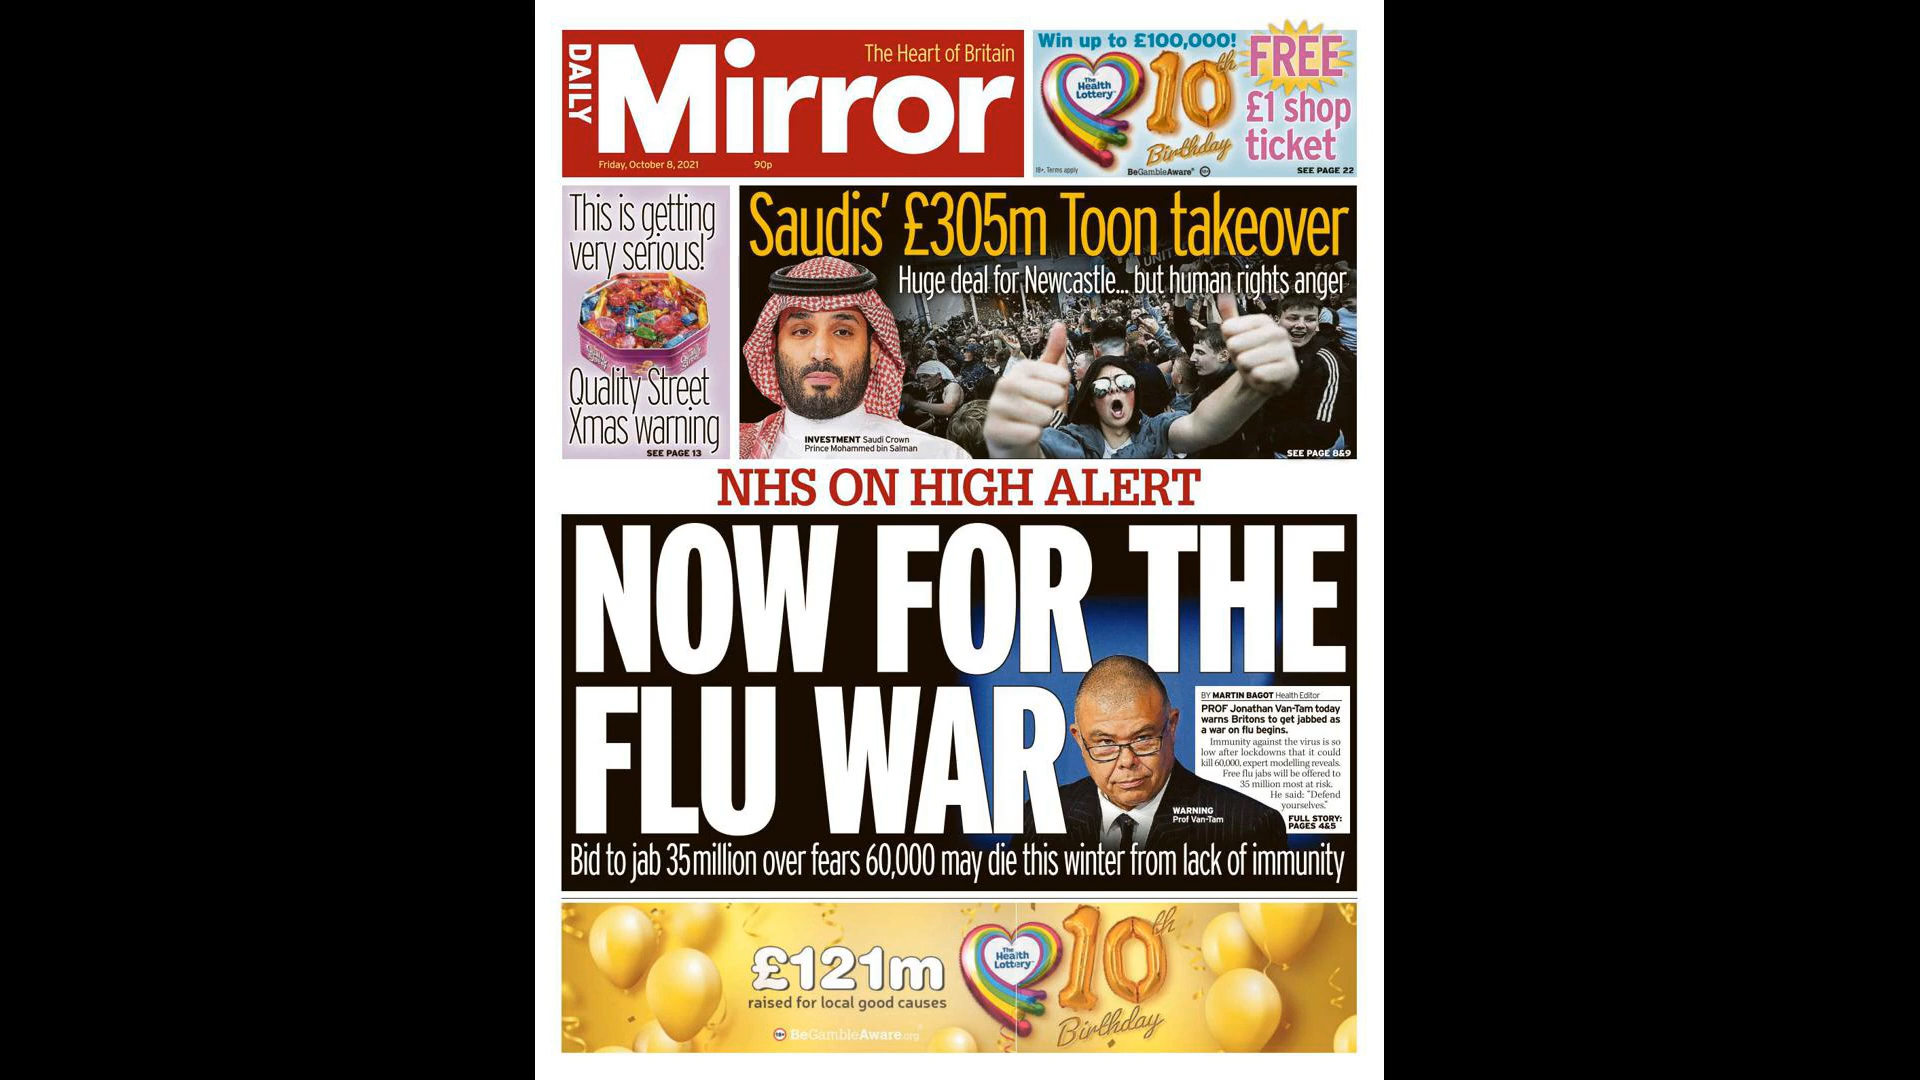 DAILY
Mirror
The Heart of Britain
Friday, October 8, 2021
90p
Win up to £100,000!
The
Health
Lottery
10th
Birthday
FREE
£1 shop
ticket
18+. Terms apply
BeGambleAware®
18+
SEE PAGE 22
This is getting
very serious!
Quality Street
Xmas warning
SEE PAGE 13
Saudis' £305m Toon takeover
Huge deal for Newcastle... but human rights anger
UNIT
INVESTMENT Saudi Crown
Prince Mohammed bin Salman
SEE PAGE 8&9
NHS ON HIGH ALERT
NOW FOR THE
FLU WAR
BY MARTIN BAGOT Health Editor
PROF Jonathan Van-Tam today
warns Britons to get jabbed as
a war on flu begins.
Immunity against the virus is so
low after lockdowns that it could
kill 60,000, expert modelling reveals.
Free flu jabs will be offered to
35 million most at risk.
He said: "Defend
yourselves."
FULL STORY:
PAGES 4&5
WARNING
Prof Van-Tam
Bid to jab 35million over fears 60,000 may die this winter from lack of immunity
£121m
raised for local good causes
18+ BeGambleAware.org
The
Health
Lottery
10th
Birthday